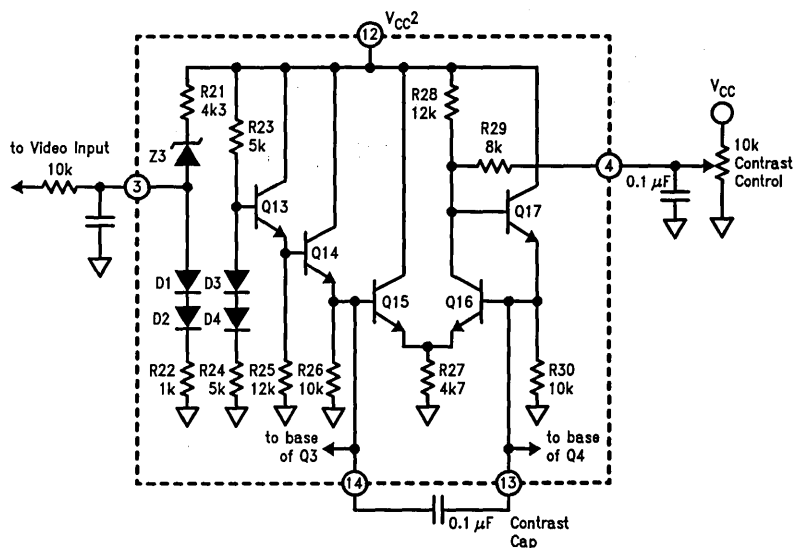 VCC2
12
R21
4k3
R23
5k
R28
12k
VCC
R29
8k
10k
Contrast
Control
to Video Input
10k
Z3
3
4
0.1 μF
Q13
Q17
Q14
D1
D3
Q15
Q16
D2
D4
R22
1k
R24
5k
R25
12k
R26
10k
R27
4k7
R30
10k
to base
of Q3
to base
of Q4
14
13
0.1 μF
Contrast
Cap